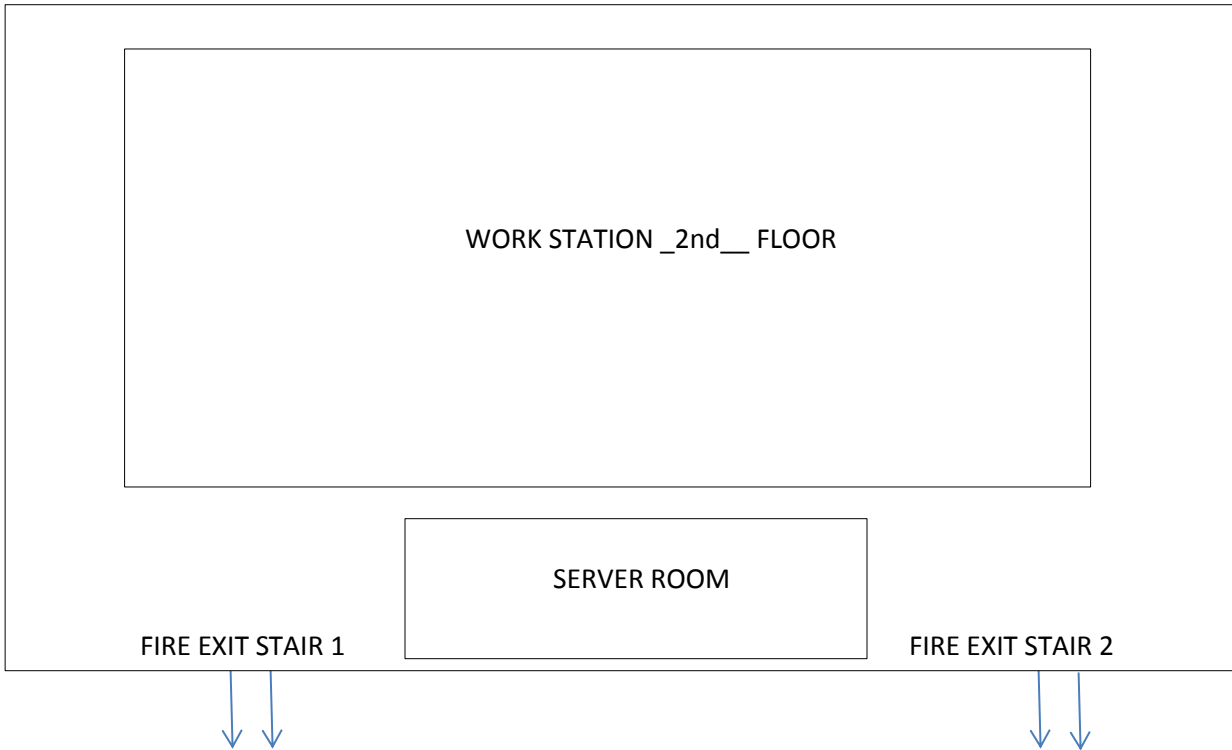 WORK STATION _2nd__ FLOOR
SERVER ROOM
FIRE EXIT STAIR 1
FIRE EXIT STAIR 2